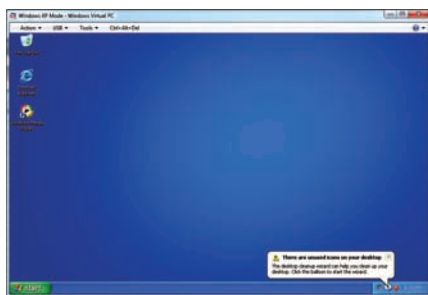 Windows XP Mode - Windows Virtual PC
Action USB Tools Ctrl+Alt+Del
There are unused icons on your desktop
The desktop cleanup wizard can help you clean up your
desktop. Click the balloon to start the wizard.
start